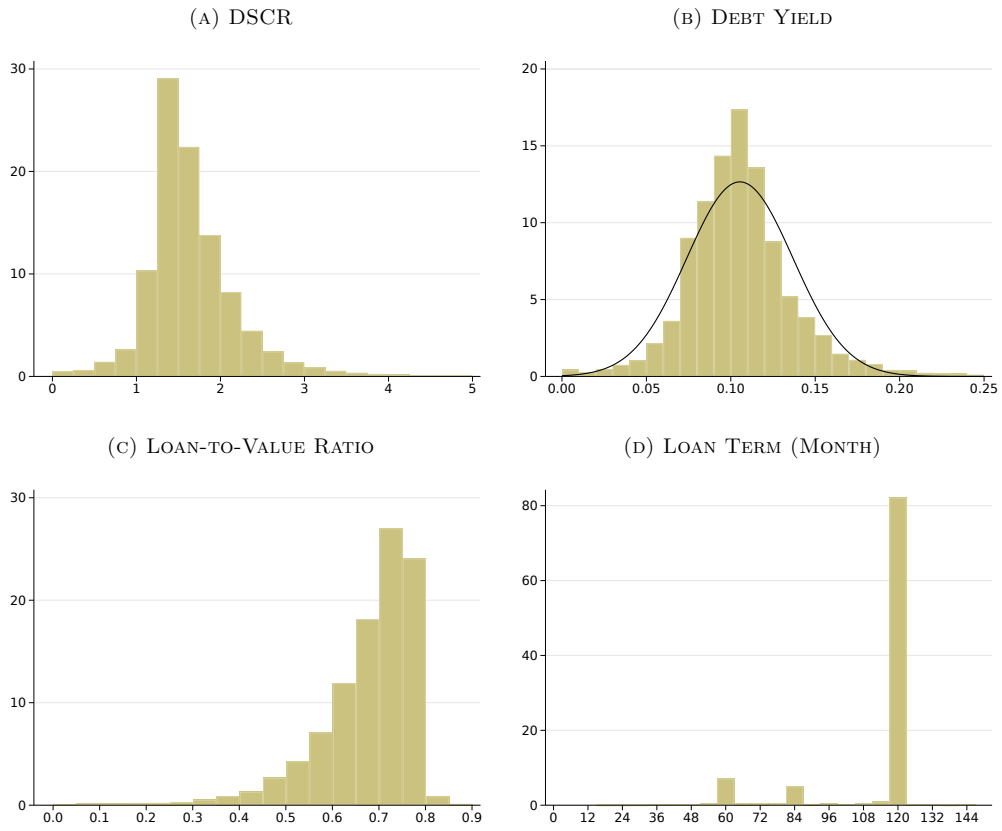 (A) DSCR
30
20
10
0
0 1 2 3 4 5
(B) Debt Yield
20
15
10
5
0
0.00 0.05 0.10 0.15 0.20 0.25
(C) Loan-to-Value Ratio
30
20
10
0
0.0 0.1 0.2 0.3 0.4 0.5 0.6 0.7 0.8 0.9
(D) Loan Term (Month)
80
60
40
20
0
0 12 24 36 48 60 72 84 96 108 120 132 144